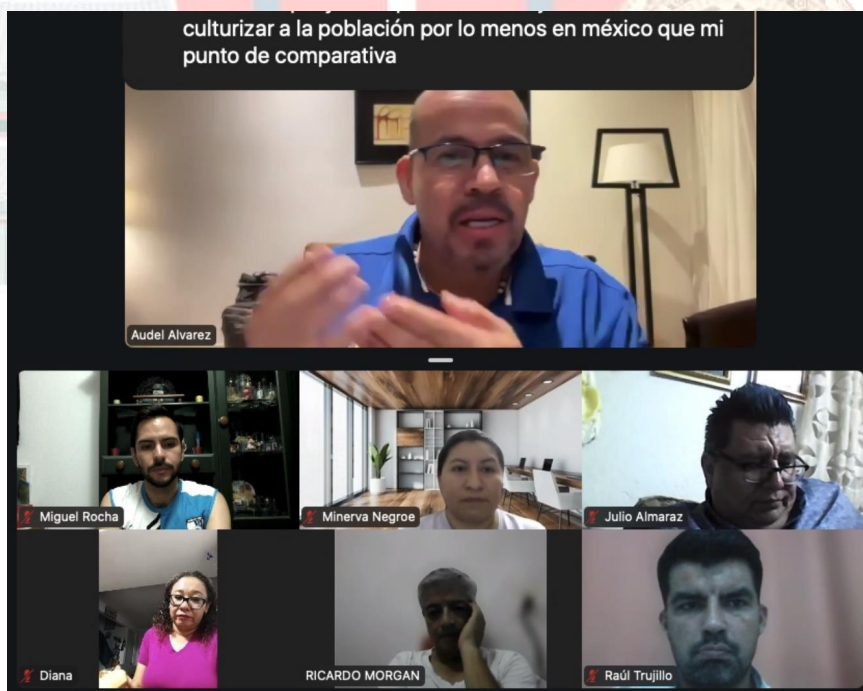 culturizar a la población por lo menos en méxico que mi
punto de comparativa
Audel Alvarez
Miguel Rocha
Minerva Negroe
Julio Almaraz
Diana
RICARDO MORGAN
Raúl Trujillo